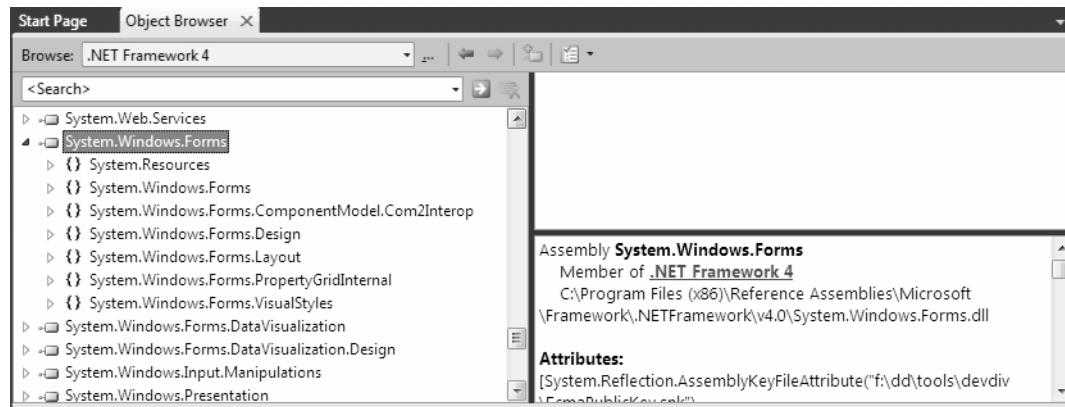 Start Page Object Browser
Browse: .NET Framework 4 ...
<Search>
System.Web.Services
System.Windows.Forms
{} System.Resources
{} System.Windows.Forms
{} System.Windows.Forms.ComponentModel.Com2Interop
{} System.Windows.Forms.Design
{} System.Windows.Forms.Layout
{} System.Windows.Forms.PropertyGridInternal
{} System.Windows.Forms.VisualStyles
System.Windows.Forms.DataVisualization
System.Windows.Forms.DataVisualization.Design
System.Windows.Input.Manipulations
System.Windows.Presentation
Assembly System.Windows.Forms
Member of .NET Framework 4
C:\Program Files (x86)\Reference Assemblies\Microsoft
\Framework\.NETFramework\v4.0\System.Windows.Forms.dll
Attributes:
[System.Reflection.AssemblyKeyFileAttribute("f:\dd\tools\devdiv
\EcmaPublicKey.snk")